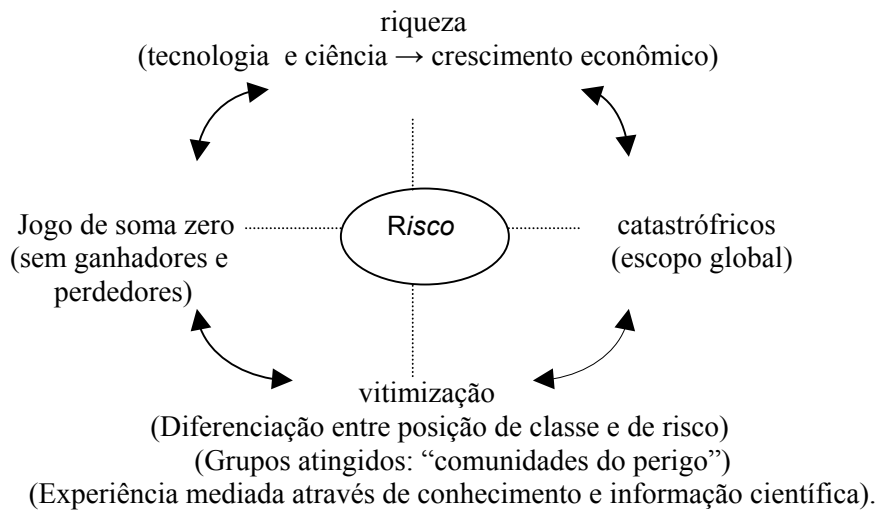 riqueza
(tecnologia e ciência → crescimento econômico)
Risco
Jogo de soma zero
(sem ganhadores e
perdedores)
catastrófricos
(escopo global)
vitimização
(Diferenciação entre posição de classe e de risco)
(Grupos atingidos: “comunidades do perigo”)
(Experiência mediada através de conhecimento e informação científica).